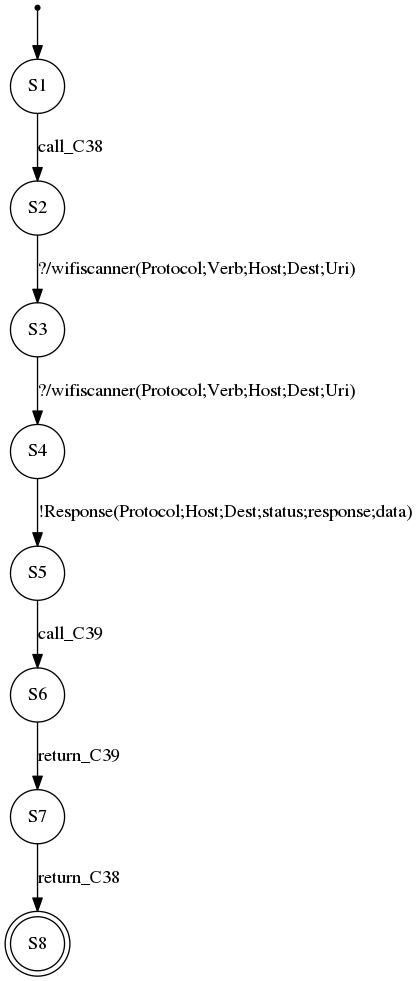 S1
call_C38
S2
?/wifiscanner(Protocol;Verb;Host;Dest;Uri)
S3
?/wifiscanner(Protocol;Verb;Host;Dest;Uri)
S4
!Response(Protocol;Host;Dest;status;response;data)
S5
call_C39
S6
return_C39
S7
return_C38
S8